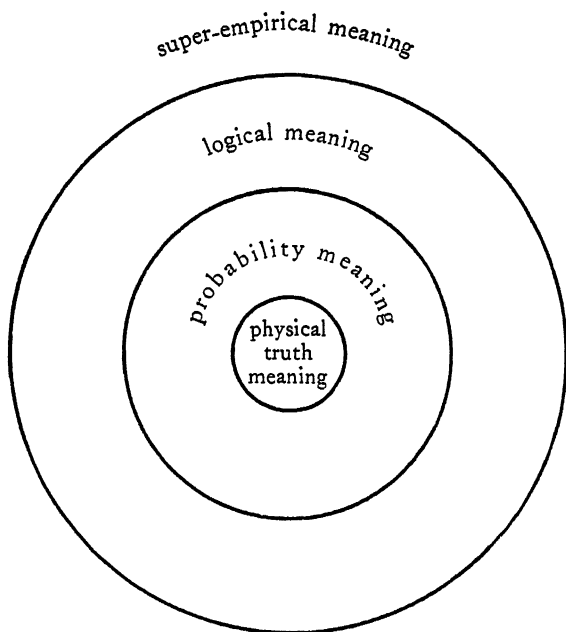 super-empirical meaning
logical meaning
probability meaning
physical
truth
meaning